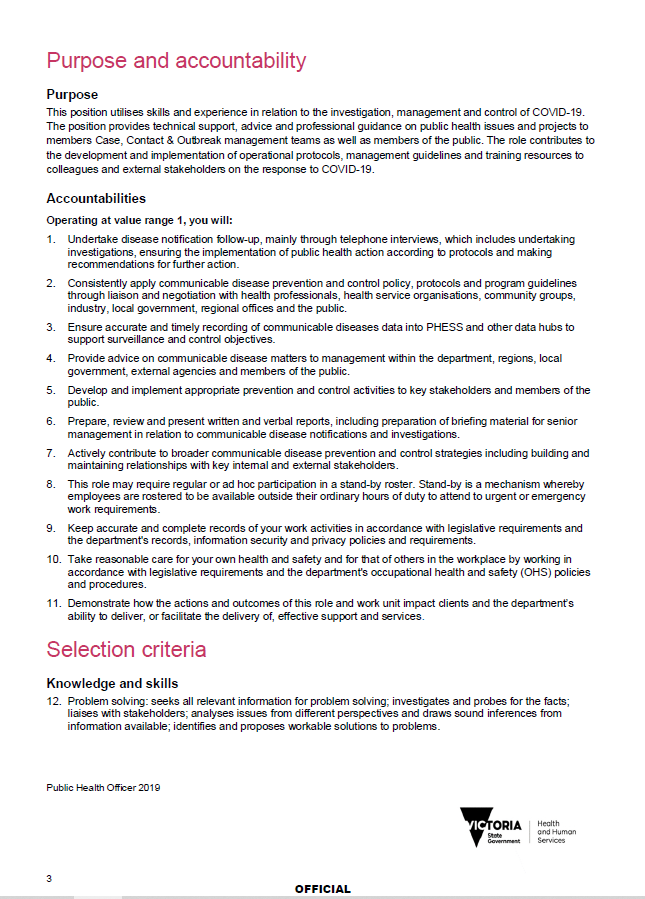 Purpose and accountability
Purpose
This position utilises skills and experience in relation to the investigation, management and control of COVID-19.
The position provides technical support, advice and professional guidance on public health issues and projects to
members Case, Contact & Outbreak management teams as well as members of the public. The role contributes to
the development and implementation of operational protocols, management guidelines and training resources to
colleagues and external stakeholders on the response to COVID-19.
Accountabilities
Operating at value range 1, you will:
1. Undertake disease notification follow-up, mainly through telephone interviews, which includes undertaking
investigations, ensuring the implementation of public health action according to protocols and making
recommendations for further action.
2. Consistently apply communicable disease prevention and control policy, protocols and program guidelines
through liaison and negotiation with health professionals, health service organisations, community groups,
industry, local government, regional offices and the public.
3. Ensure accurate and timely recording of communicable diseases data into PHESS and other data hubs to
support surveillance and control objectives.
4. Provide advice on communicable disease matters to management within the department, regions, local
government, external agencies and members of the public.
5. Develop and implement appropriate prevention and control activities to key stakeholders and members of the
public.
6. Prepare, review and present written and verbal reports, including preparation of briefing material for senior
management in relation to communicable disease notifications and investigations.
7. Actively contribute to broader communicable disease prevention and control strategies including building and
maintaining relationships with key internal and external stakeholders.
8. This role may require regular or ad hoc participation in a stand-by roster. Stand-by is a mechanism whereby
employees are rostered to be available outside their ordinary hours of duty to attend to urgent or emergency
work requirements.
9. Keep accurate and complete records of your work activities in accordance with legislative requirements and
the department's records, information security and privacy policies and requirements.
10. Take reasonable care for your own health and safety and for that of others in the workplace by working in
accordance with legislative requirements and the department's occupational health and safety (OHS) policies
and procedures.
11. Demonstrate how the actions and outcomes of this role and work unit impact clients and the department's
ability to deliver, or facilitate the delivery of, effective support and services.
Selection criteria
Knowledge and skills
12. Problem solving: seeks all relevant information for problem solving; investigates and probes for the facts;
liaises with stakeholders; analyses issues from different perspectives and draws sound inferences from
information available; identifies and proposes workable solutions to problems.
Public Health Officer 2019
VICTORIA
State
Government
Health
and Human
Services
3
OFFICIAL